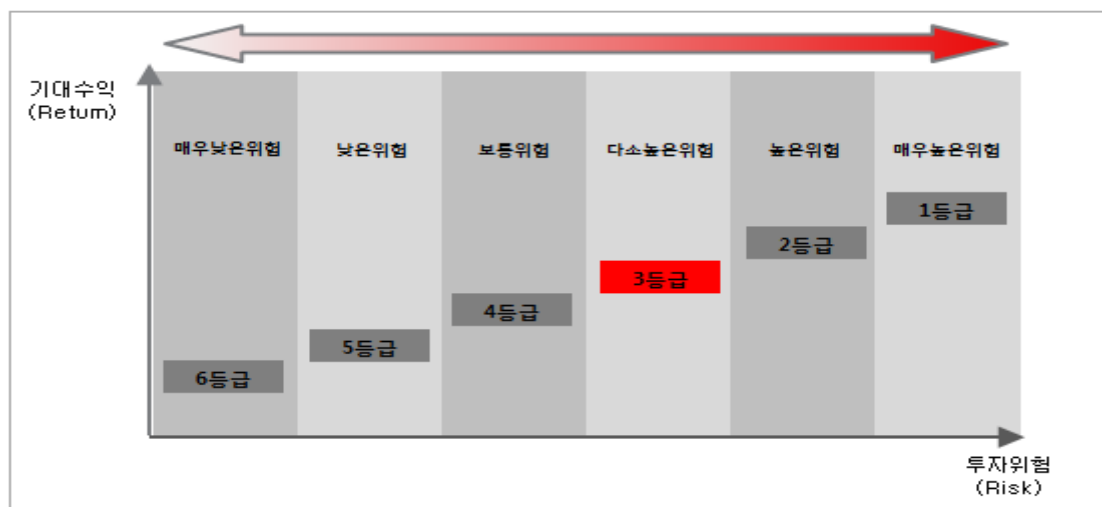 기대수익
(Return)
매우낮은위험
낮은위험
보통위험
다소높은위험
높은위험
매우높은위험
1등급
2등급
3등급
4등급
5등급
6등급
투자위험
(Risk)